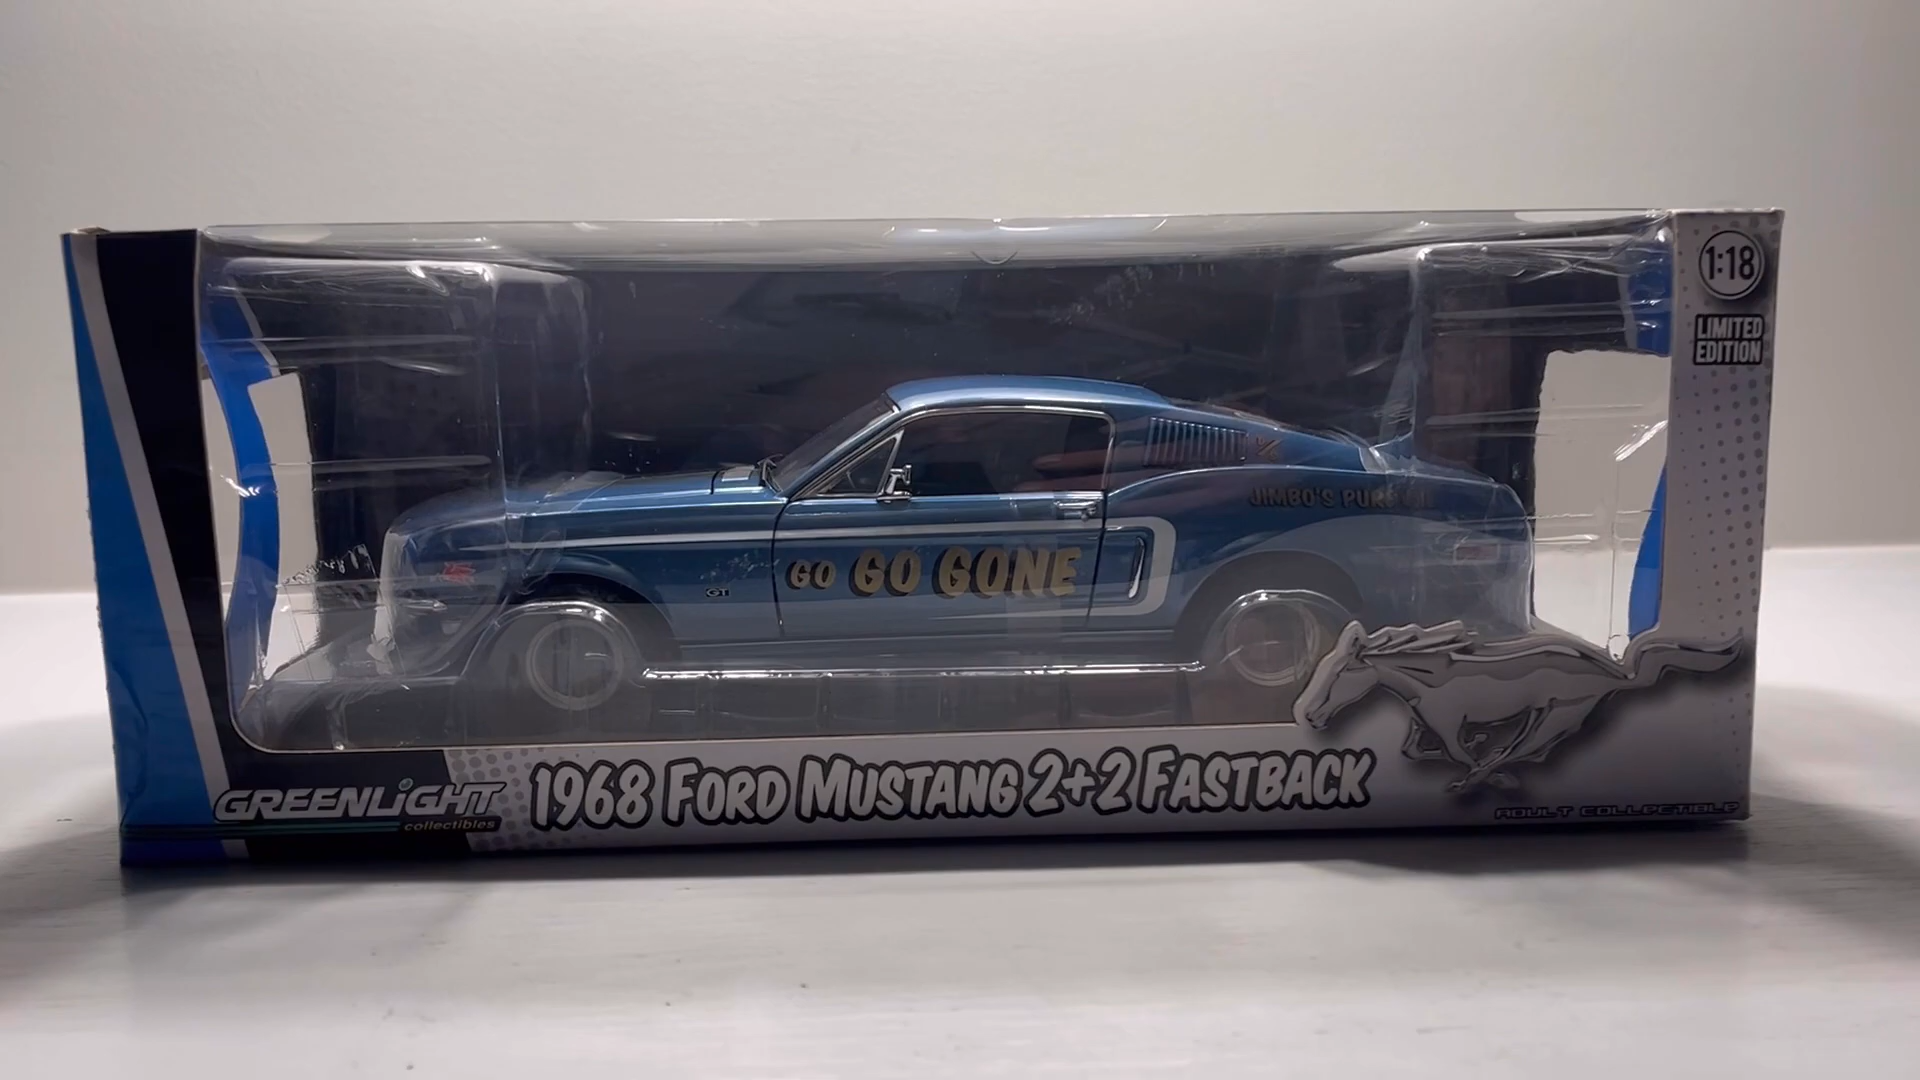 1:18
LIMITED
EDITION
JIMBO'S
GT
GO GO GONE
GREENLIGHT
collectibles
1968 FORD MUSTANG 2+2 FASTBACK
ADULT COLLECTIBLE